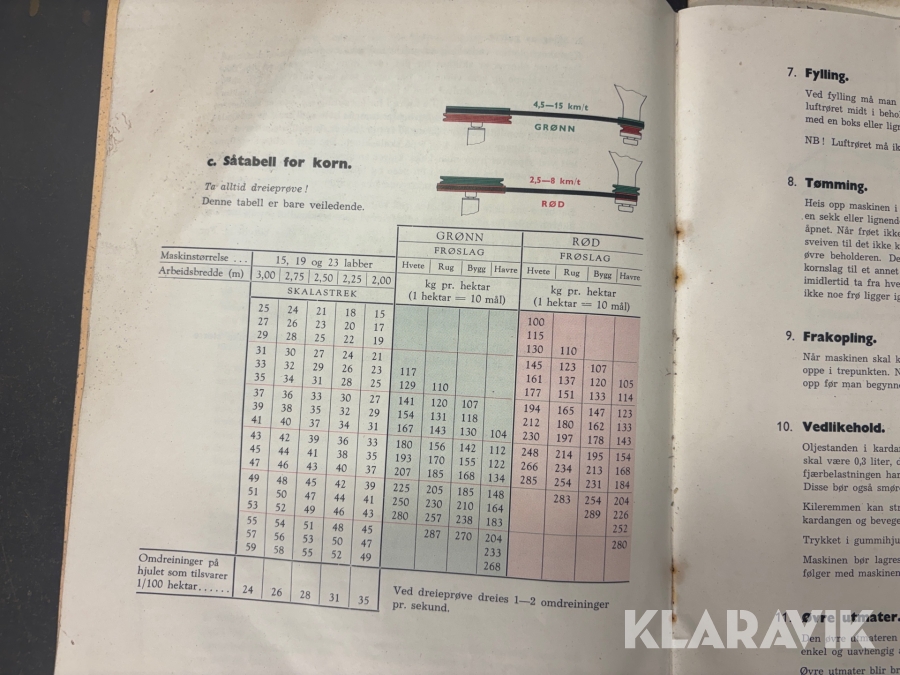 4,5—15 km/t
GRØNN
c. Såtabell for korn.
2,5—8 km/t
RØD
Ta alltid dreieprøve!
Denne tabell er bare veiledende.
GRØNN RØD
FRØSLAG FRØSLAG
Maskinstørrelse ... 15, 19 og 23 labber Hvete Rug Bygg Havre Hvete Rug Bygg Havre
Arbeidsbredde (m) 3,00 2,75 2,50 2,25 2,00 kg pr. hektar kg pr. hektar
SKALASTREK (1 hektar = 10 mål) (1 hektar = 10 mål)
25 24 21 18 15 100
27 26 23 20 17 115
29 28 25 22 19 130 110
31 30 27 24 21 145 123 107
33 32 29 26 23 117 161 137 120 105
35 34 31 28 25 129 110 177 151 133 114
37 36 33 30 27 141 120 107 194 165 147 123
39 38 35 32 29 154 131 118 212 180 162 133
41 40 37 34 31 167 143 130 104 230 197 178 143
43 42 39 36 33 180 156 142 112 248 214 195 154
45 44 41 38 35 193 170 155 122 266 234 213 168
47 46 43 40 37 207 185 168 134 285 254 231 184
49 48 45 42 39 225 205 185 148 283 254 204
51 50 47 44 41 250 230 210 164 289 226
53 52 49 46 43 280 257 238 183 252
55 54 51 48 45 287 270 204 280
57 56 53 50 47 233
59 58 55 52 49 268
Omdreininger på
hjulet som tilsvarer
1/100 hektar...... 24 26 28 31 35
Ved dreieprøve dreies 1—2 omdreininger
pr. sekund.
7. Fylling.
Ved fylling må man
luftrøret midt i
med en boks eller
NB! Luftrøret må
8. Tømming.
Heis opp maskinen i
en sekk eller lignende
åpnet. Når frøet ikke
sveiven til det ikke
øvre beholderen.
kornslag til et annet
imidlertid ta fra
ikke noe frø ligger
9. Frakopling.
Når maskinen skal
oppe i trepunkten.
opp før man
10. Vedlikehold.
Oljestanden i
skal være 0,3 liter,
fjærbelastningen
Disse bør også
Kileremmen kan
kardangen og
Trykket i
Maskinen bør
følger med
11. Øvre utmater.
Den øvre utmateren
enkel og uavhengig
Øvre utmater blir
KLARAVIK